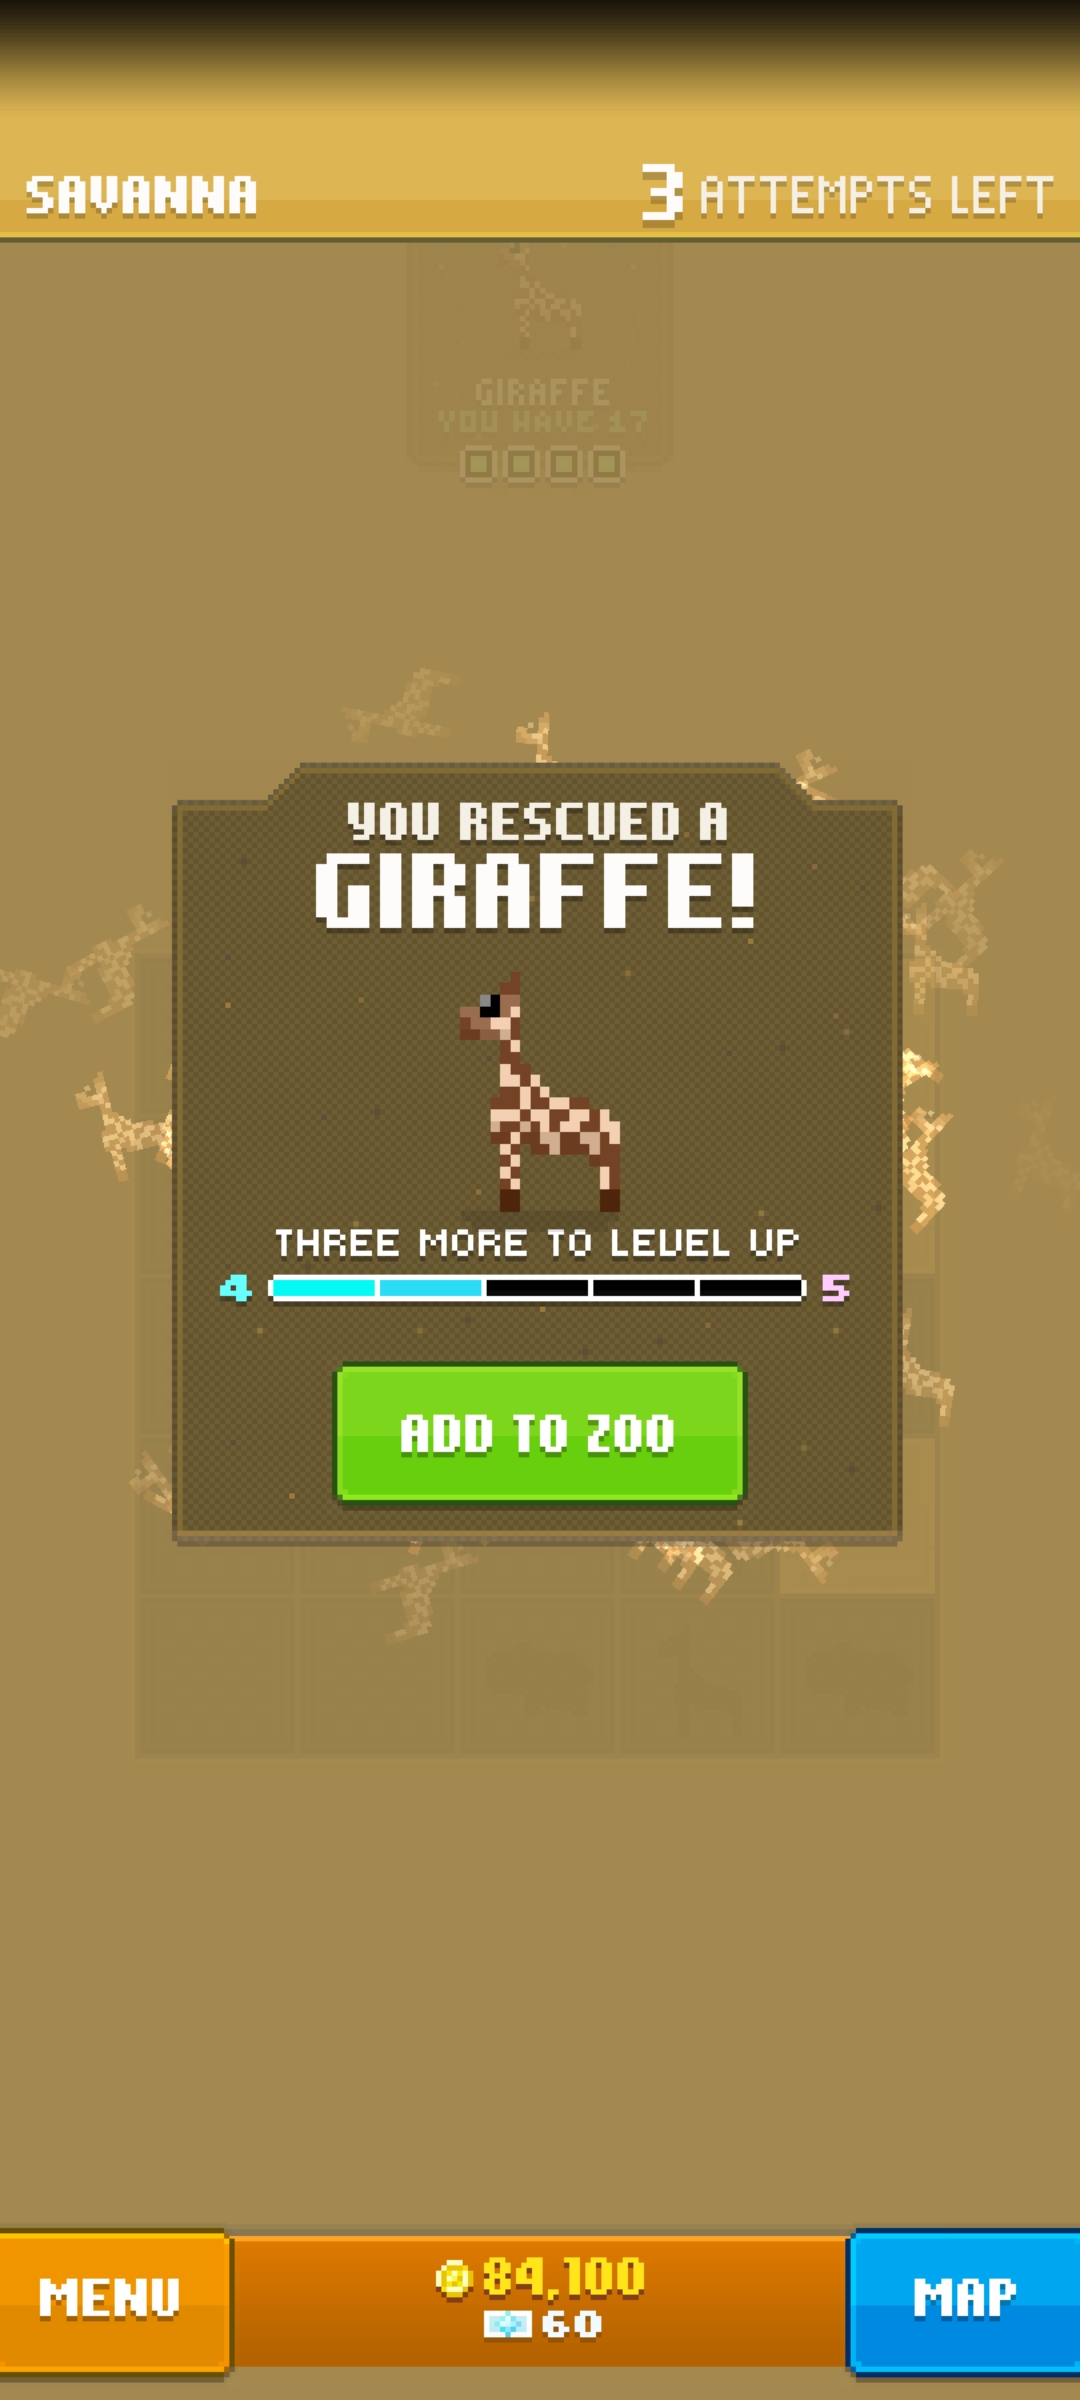 SAVANNA
3 ATTEMPTS LEFT
GIRAFFE
YOU HAVE 17
YOU RESCUED A
GIRAFFE!
THREE MORE TO LEVEL UP
4 5
ADD TO ZOO
MENU
84,100
60
MAP